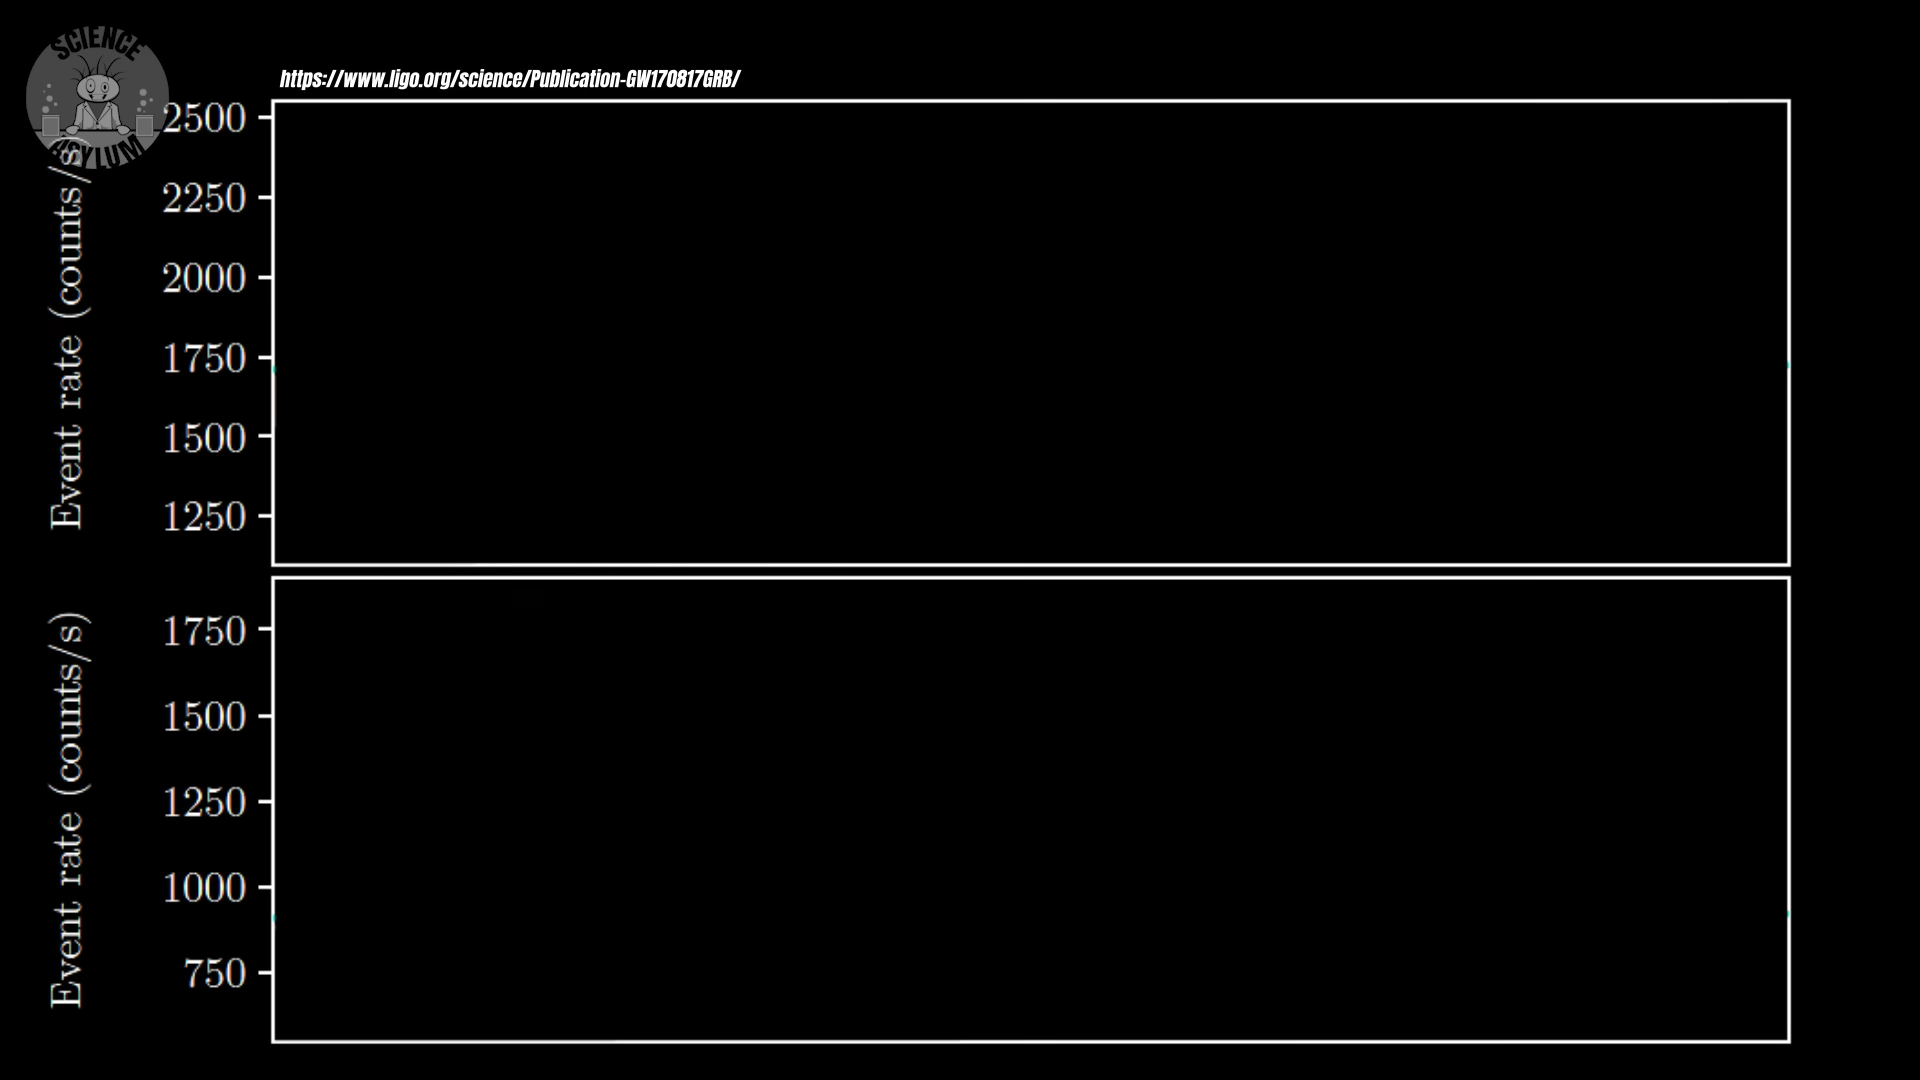 SCIENCE
ASYLUM
https://www.ligo.org/science/Publication-GW170817GRB/
Event rate (counts/s)
2500
2250
2000
1750
1500
1250
Event rate (counts/s)
1750
1500
1250
1000
750